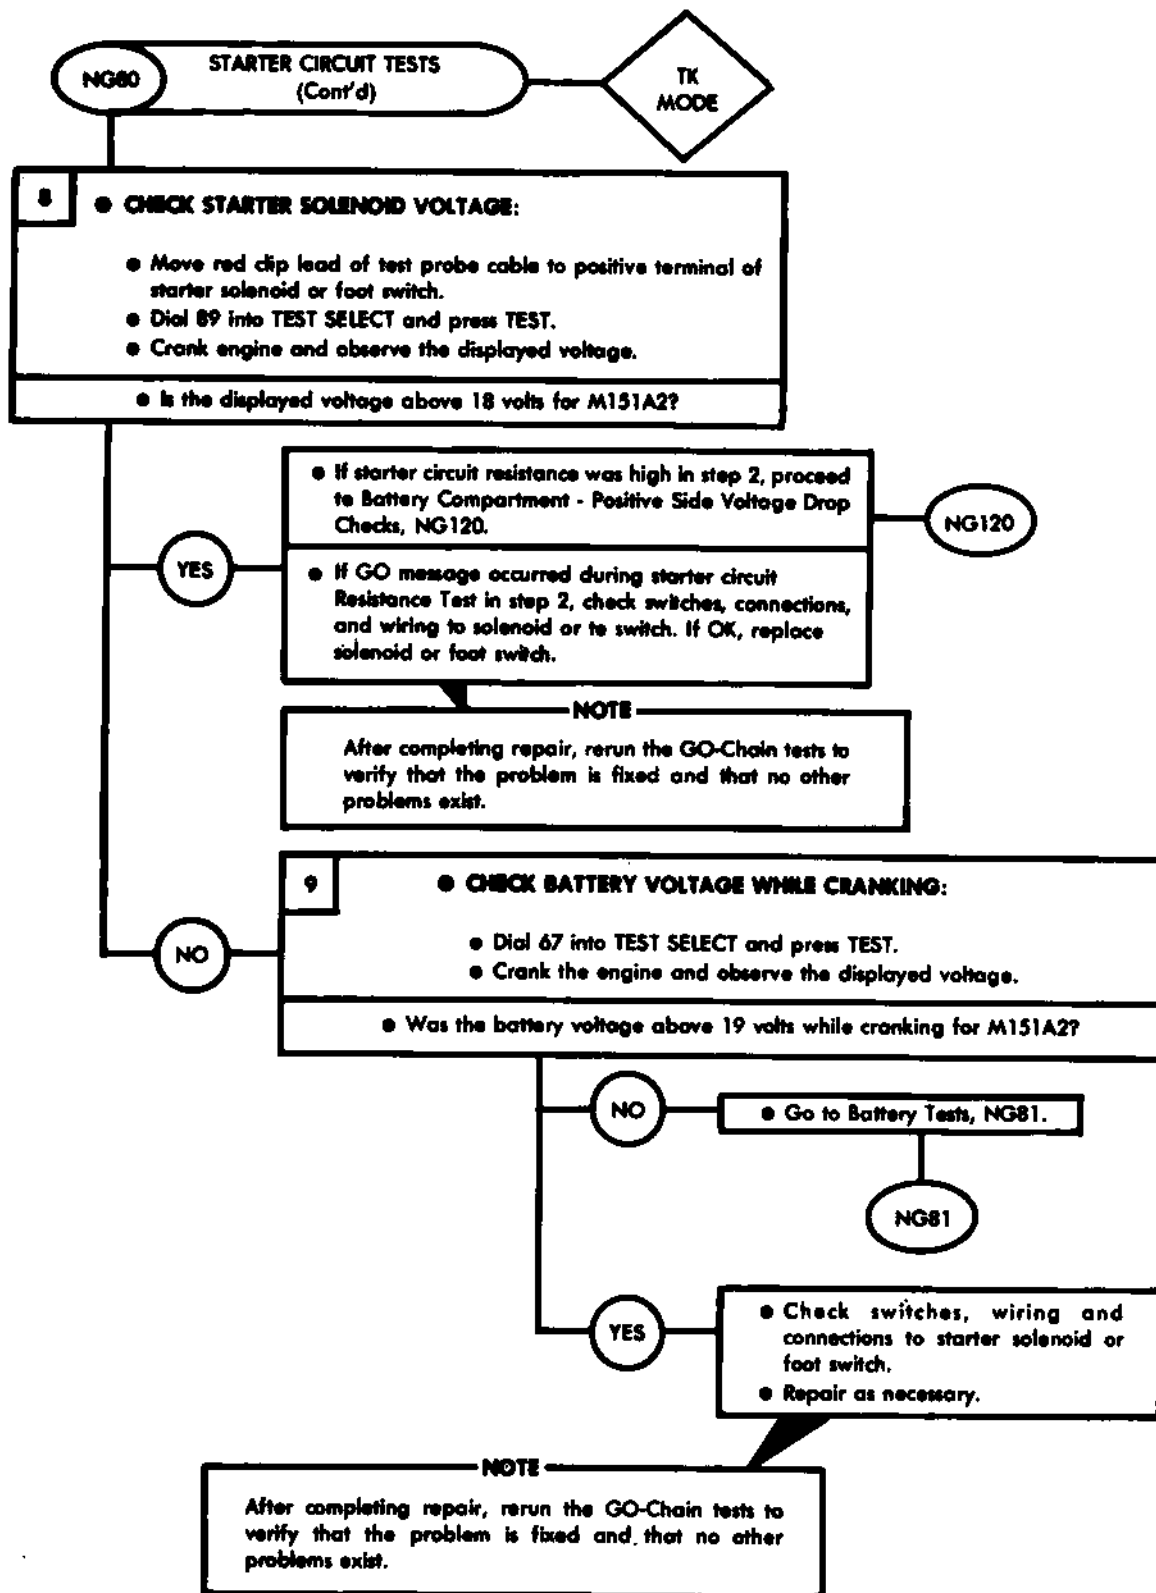 NG80
STARTER CIRCUIT TESTS
(Cont'd)
TK
MODE
8
● CHECK STARTER SOLENOID VOLTAGE:
● Move red clip lead of test probe cable to positive terminal of
starter solenoid or foot switch.
● Dial 89 into TEST SELECT and press TEST.
● Crank engine and observe the displayed voltage.
● Is the displayed voltage above 18 volts for M151A2?
YES
● If starter circuit resistance was high in step 2, proceed
to Battery Compartment - Positive Side Voltage Drop
Checks, NG120.
NG120
● If GO message occurred during starter circuit
Resistance Test in step 2, check switches, connections,
and wiring to solenoid or to switch. If OK, replace
solenoid or foot switch.
NOTE
After completing repair, rerun the GO-Chain tests to
verify that the problem is fixed and that no other
problems exist.
NO
9
● CHECK BATTERY VOLTAGE WHILE CRANKING:
● Dial 67 into TEST SELECT and press TEST.
● Crank the engine and observe the displayed voltage.
● Was the battery voltage above 19 volts while cranking for M151A2?
NO
● Go to Battery Tests, NG81.
NG81
YES
● Check switches, wiring and
connections to starter solenoid or
foot switch.
● Repair as necessary.
NOTE
After completing repair, rerun the GO-Chain tests to
verify that the problem is fixed and that no other
problems exist.